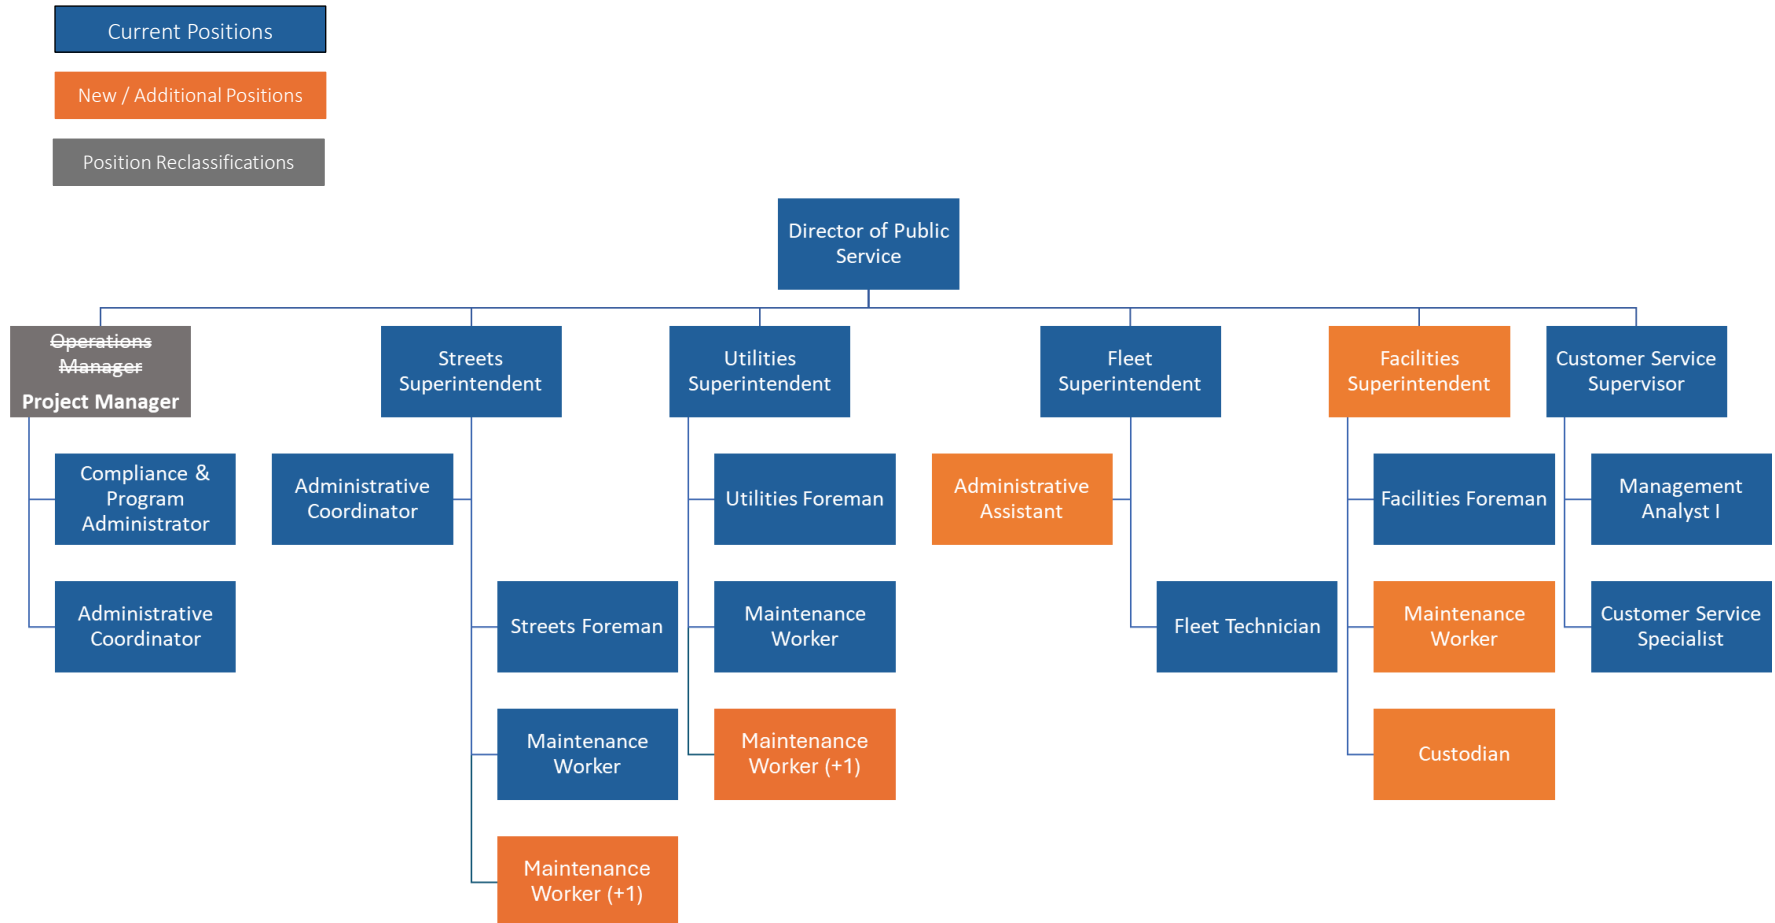 Current Positions
New / Additional Positions
Position Reclassifications
Director of Public
Service
Operations
Manager
Project Manager
Streets
Superintendent
Utilities
Superintendent
Fleet
Superintendent
Facilities
Superintendent
Customer Service
Supervisor
Compliance &
Program
Administrator
Administrative
Coordinator
Utilities Foreman
Administrative
Assistant
Facilities Foreman
Management
Analyst I
Administrative
Coordinator
Streets Foreman
Maintenance
Worker
Fleet Technician
Maintenance
Worker
Customer Service
Specialist
Maintenance
Worker
Maintenance
Worker (+1)
Custodian
Maintenance
Worker (+1)